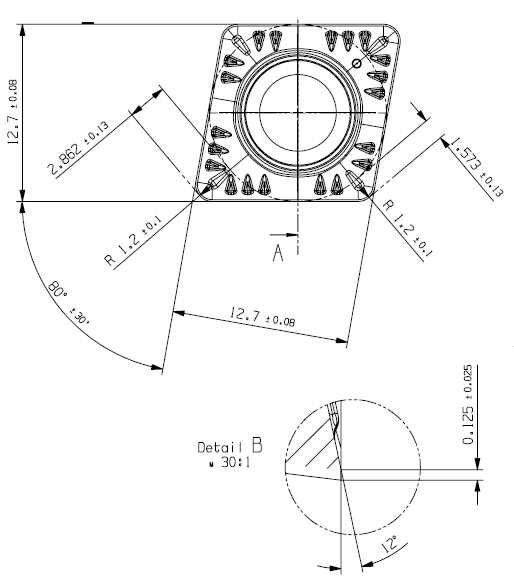 12.7 ±0.08
2.862 ±0.13
1.573 ±0.13
R 1.2 ±0.1
R 1.2 ±0.1
A
80° ±30'
12.7 ±0.08
Detail B
M 30:1
0.125 ±0.025
12°